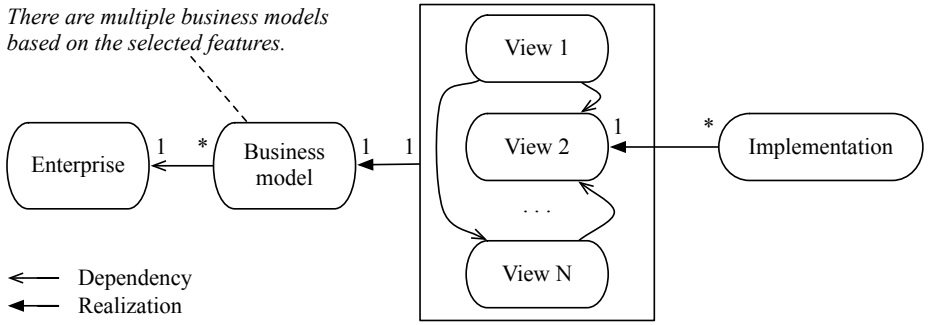 There are multiple business models
based on the selected features.
View 1
Enterprise
1
*
Business
model
1
1
View 2
1
*
Implementation
. . .
View N
Dependency
Realization